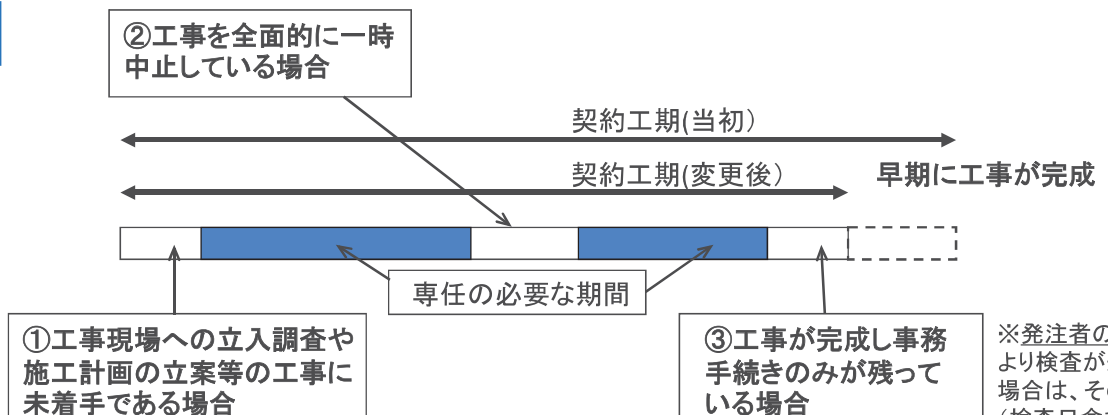 ②工事を全面的に一時
中止している場合
契約工期(当初）
契約工期(変更後）
早期に工事が完成
専任の必要な期間
①工事現場への立入調査や
施工計画の立案等の工事に
未着手である場合
③工事が完成し事務
手続きのみが残って
いる場合
※発注者の
より検査が
場合は、その